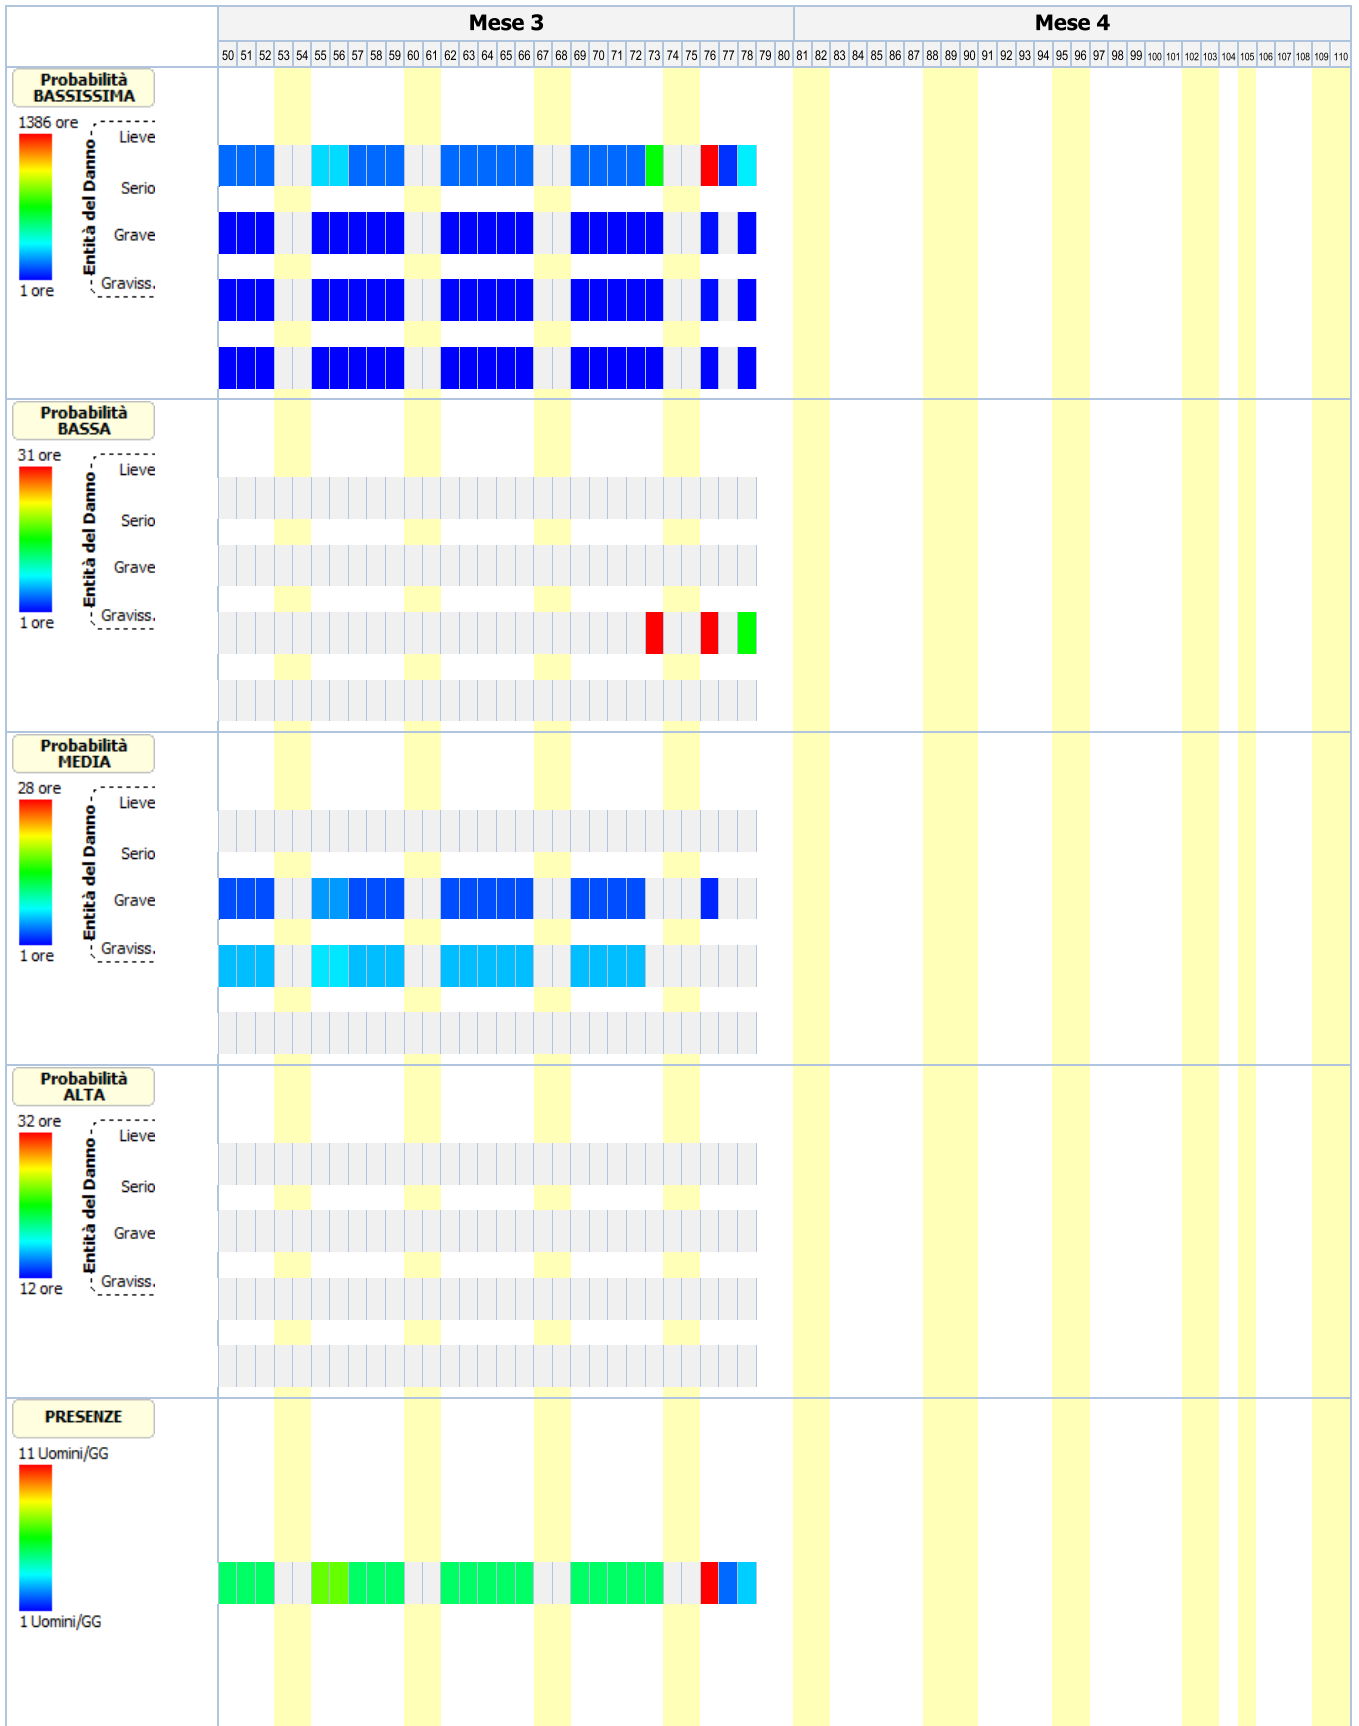 Mese 3 Mese 4
50 51 52 53 54 55 56 57 58 59 60 61 62 63 64 65 66 67 68 69 70 71 72 73 74 75 76 77 78 79 80 81 82 83 84 85 86 87 88 89 90 91 92 93 94 95 96 97 98 99 100 101 102 103 104 105 106 107 108 109 110
Probabilità
BASSISSIMA
1386 ore
Entità del Danno
Lieve
Serio
Grave
Graviss.
1 ore
Probabilità
BASSA
31 ore
Entità del Danno
Lieve
Serio
Grave
Graviss.
1 ore
Probabilità
MEDIA
28 ore
Entità del Danno
Lieve
Serio
Grave
Graviss.
1 ore
Probabilità
ALTA
32 ore
Entità del Danno
Lieve
Serio
Grave
Graviss.
12 ore
PRESENZE
11 Uomini/GG
1 Uomini/GG